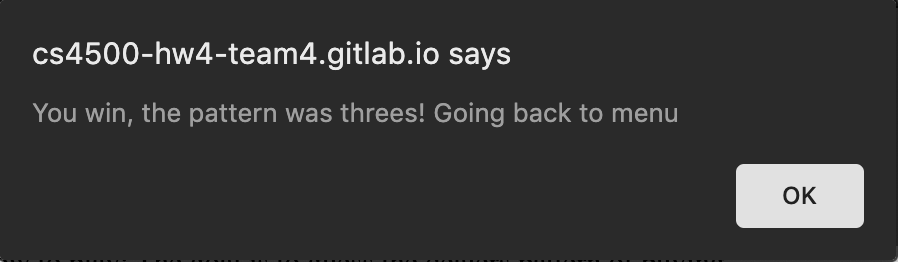 cs4500-hw4-team4.gitlab.io says
You win, the pattern was threes! Going back to menu
OK